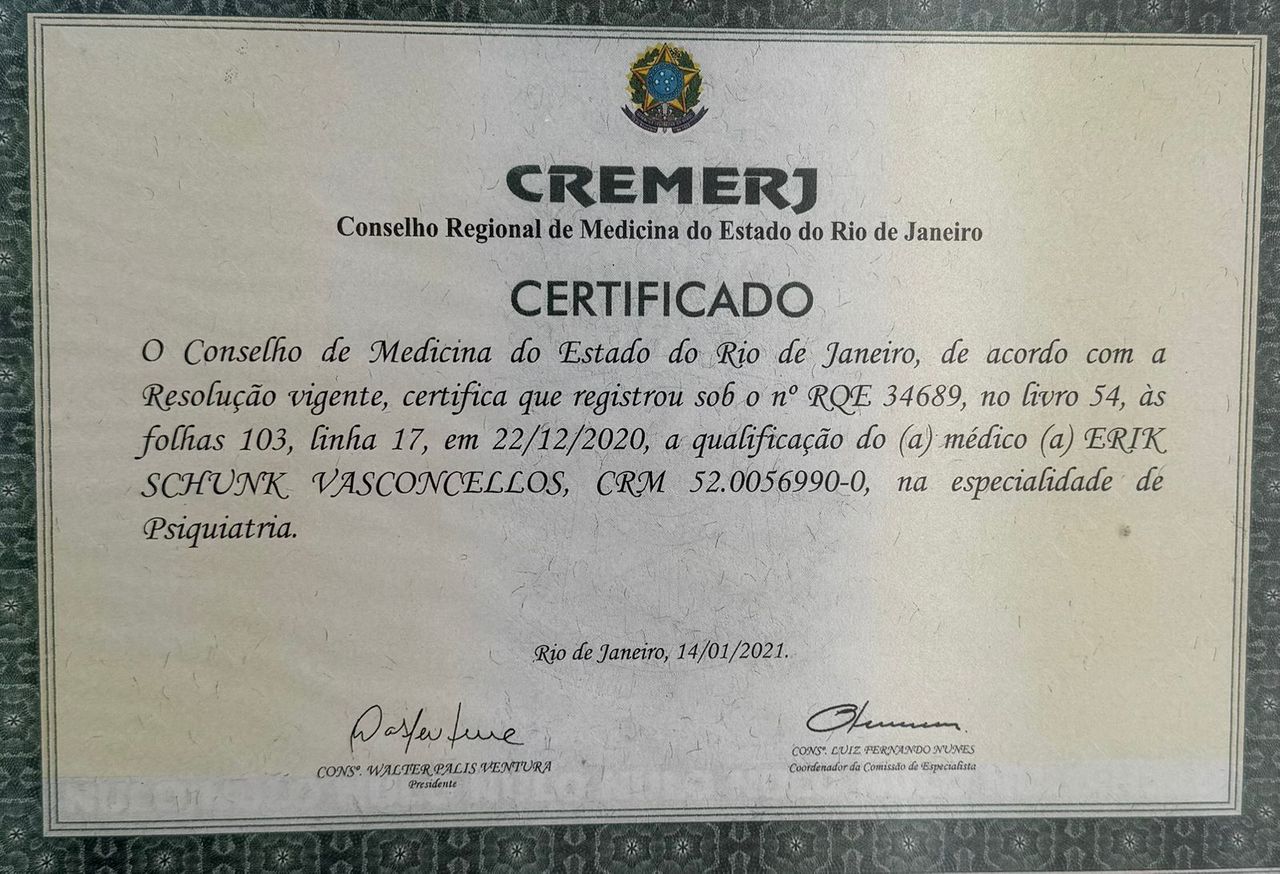 CREMERJ
Conselho Regional de Medicina do Estado do Rio de Janeiro
CERTIFICADO
O Conselho de Medicina do Estado do Rio de Janeiro, de acordo com a
Resolução vigente, certifica que registrou sob o nº RQE 34689, no livro 54, às
folhas 103, linha 17, em 22/12/2020, a qualificação do (a) médico (a) ERIK
SCHUNK VASCONCELLOS, CRM 52.0056990-0, na especialidade de
Psiquiatria.
Rio de Janeiro, 14/01/2021.
CONSº. WALTER PALIS VENTURA
Presidente
CONSº. LUIZ FERNANDO NUNES
Coordenador da Comissão de Especialista